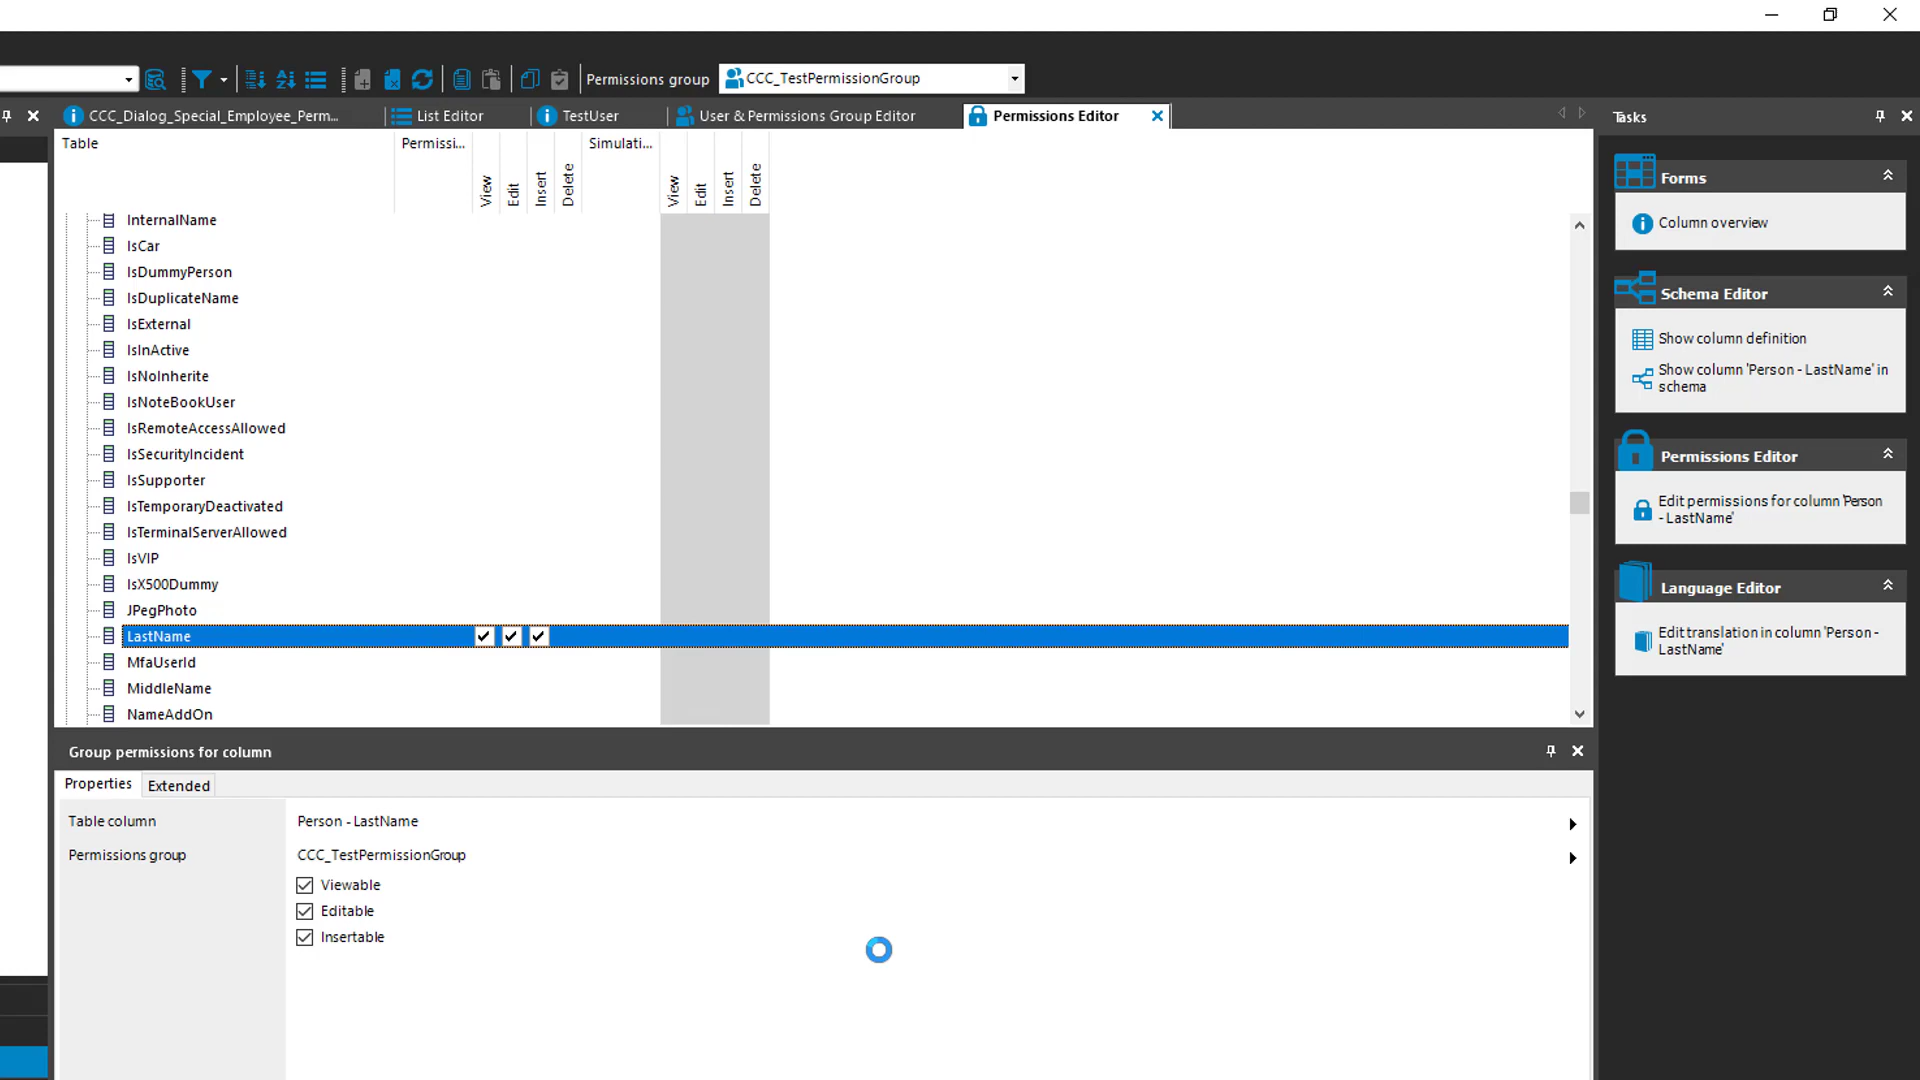 Permissions group
CCC_TestPermissionGroup
CCC_Dialog_Special_Employee_Perm...
List Editor
TestUser
User & Permissions Group Editor
Permissions Editor
Tasks
Table
Permissi...
View
Edit
Insert
Delete
Simulati...
View
Edit
Insert
Delete
InternalName
IsCar
IsDummyPerson
IsDuplicateName
IsExternal
IsInActive
IsNoInherite
IsNoteBookUser
IsRemoteAccessAllowed
IsSecurityIncident
IsSupporter
IsTemporaryDeactivated
IsTerminalServerAllowed
IsVIP
IsX500Dummy
JPegPhoto
LastName
MfaUserId
MiddleName
NameAddOn
Forms
Column overview
Schema Editor
Show column definition
Show column 'Person - LastName' in
schema
Permissions Editor
Edit permissions for column 'Person
- LastName'
Language Editor
Edit translation in column 'Person -
LastName'
Group permissions for column
Properties
Extended
Table column
Person - LastName
Permissions group
CCC_TestPermissionGroup
Viewable
Editable
Insertable